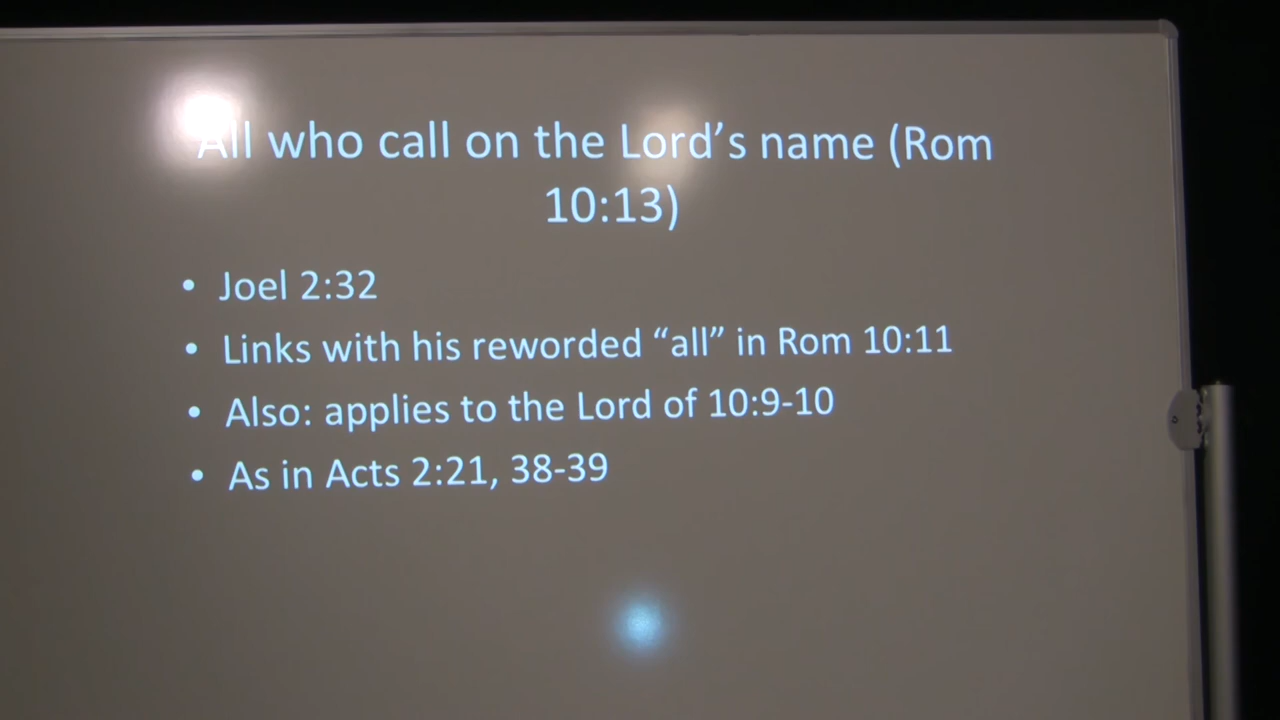 All who call on the Lord’s name (Rom
10:13)
• Joel 2:32
• Links with his reworded “all” in Rom 10:11
• Also: applies to the Lord of 10:9-10
• As in Acts 2:21, 38-39